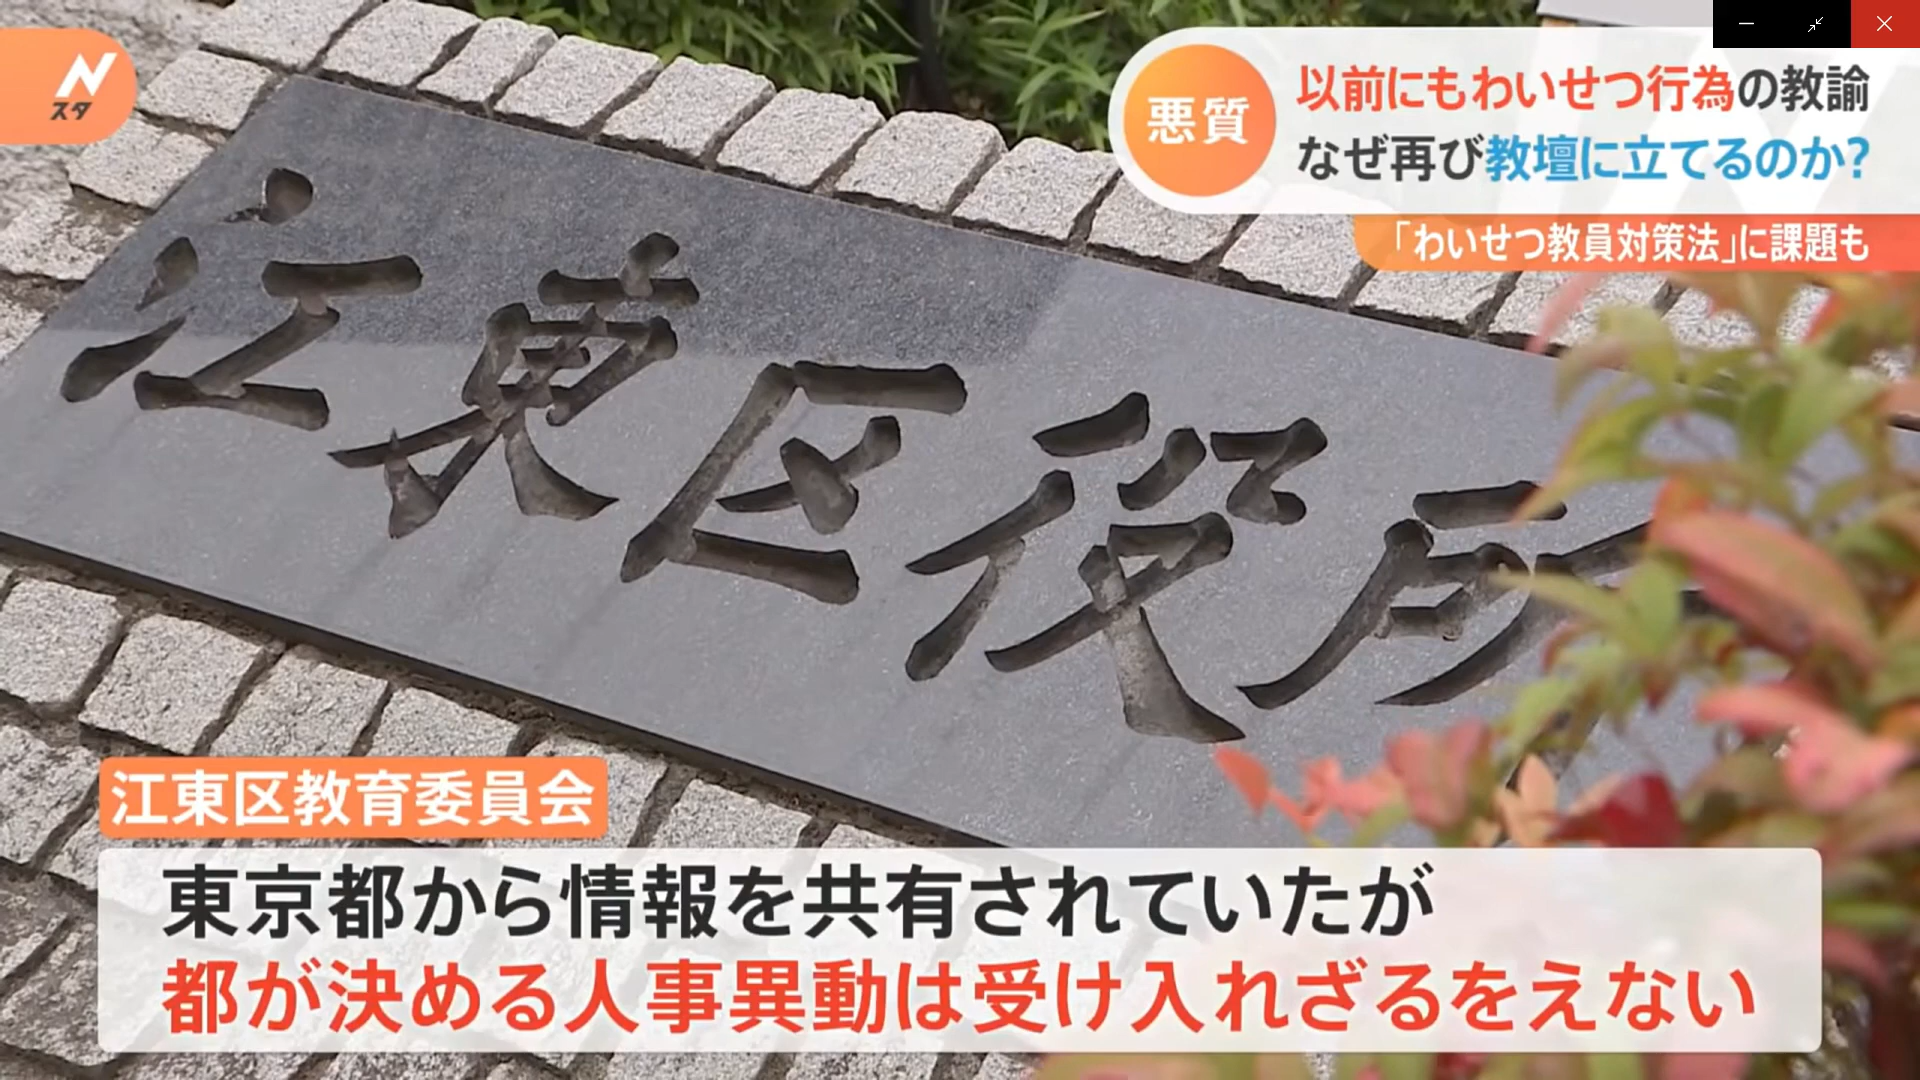 N
スタ
悪質
以前にもわいせつ行為の教諭
なぜ再び教壇に立てるのか?
「わいせつ教員対策法」に課題も
江東区役所
江東区教育委員会
東京都から情報を共有されていたが
都が決める人事異動は受け入れざるをえない